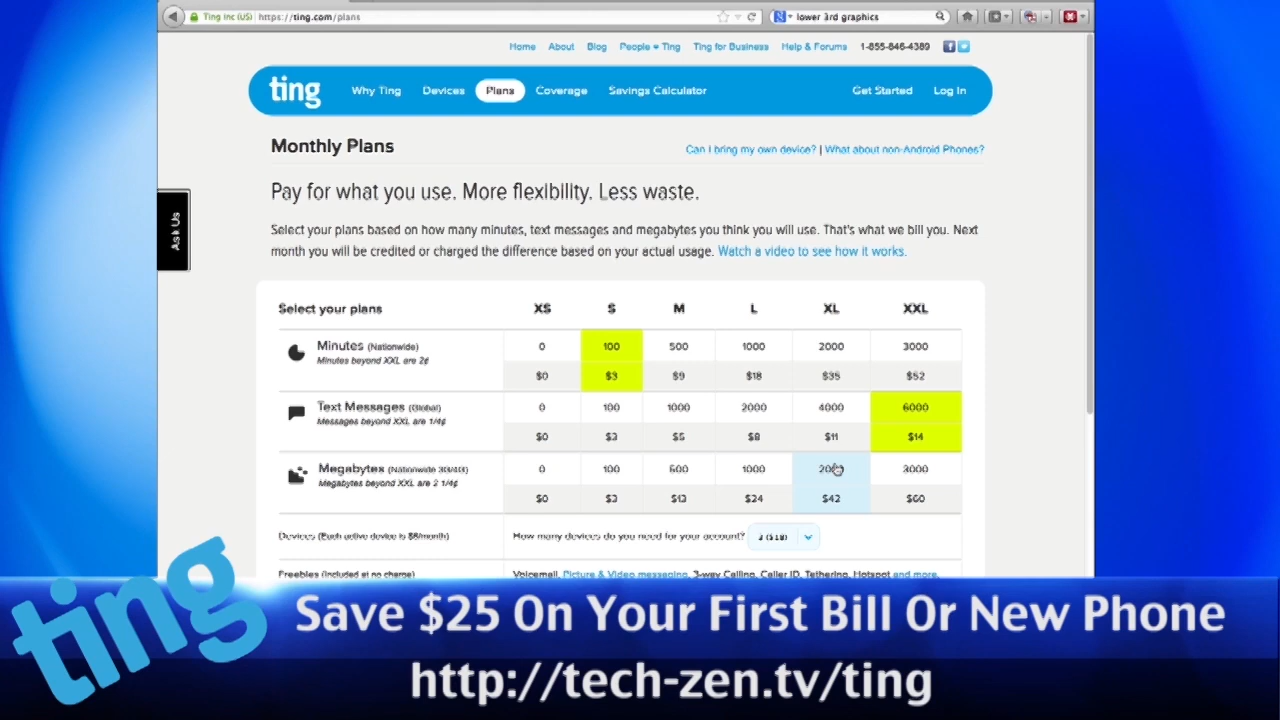 Ting Inc (US) https://ting.com/plans lower 3rd graphics
Home About Blog People ♥ Ting Ting for Business Help & Forums 1-855-846-4389
ting Why Ting Devices Plans Coverage Savings Calculator Get Started Log In
Monthly Plans Can I bring my own device? | What about non-Android Phones?
Pay for what you use. More flexibility. Less waste.
Ask Us
Select your plans based on how many minutes, text messages and megabytes you think you will use. That's what we bill you. Next
month you will be credited or charged the difference based on your actual usage. Watch a video to see how it works.
Select your plans XS S M L XL XXL
Minutes (Nationwide) 0 100 500 1000 2000 3000
Minutes beyond XXL are 2¢
$0 $3 $9 $18 $35 $52
Text Messages (Global) 0 100 1000 2000 4000 6000
Messages beyond XXL are 1/4¢
$0 $3 $5 $8 $11 $14
Megabytes (Nationwide 3G/4G) 0 100 500 1000 2000 3000
Megabytes beyond XXL are 2 1/4¢
$0 $3 $13 $24 $42 $60
Devices (Each active device is $6/month) How many devices do you need for your account? 3 ($18)
Freebies (Included at no charge) Voicemail, Picture & Video messaging, 3-way Calling, Caller ID, Tethering, Hotspot and more.
ting
Save $25 On Your First Bill Or New Phone
http://tech-zen.tv/ting